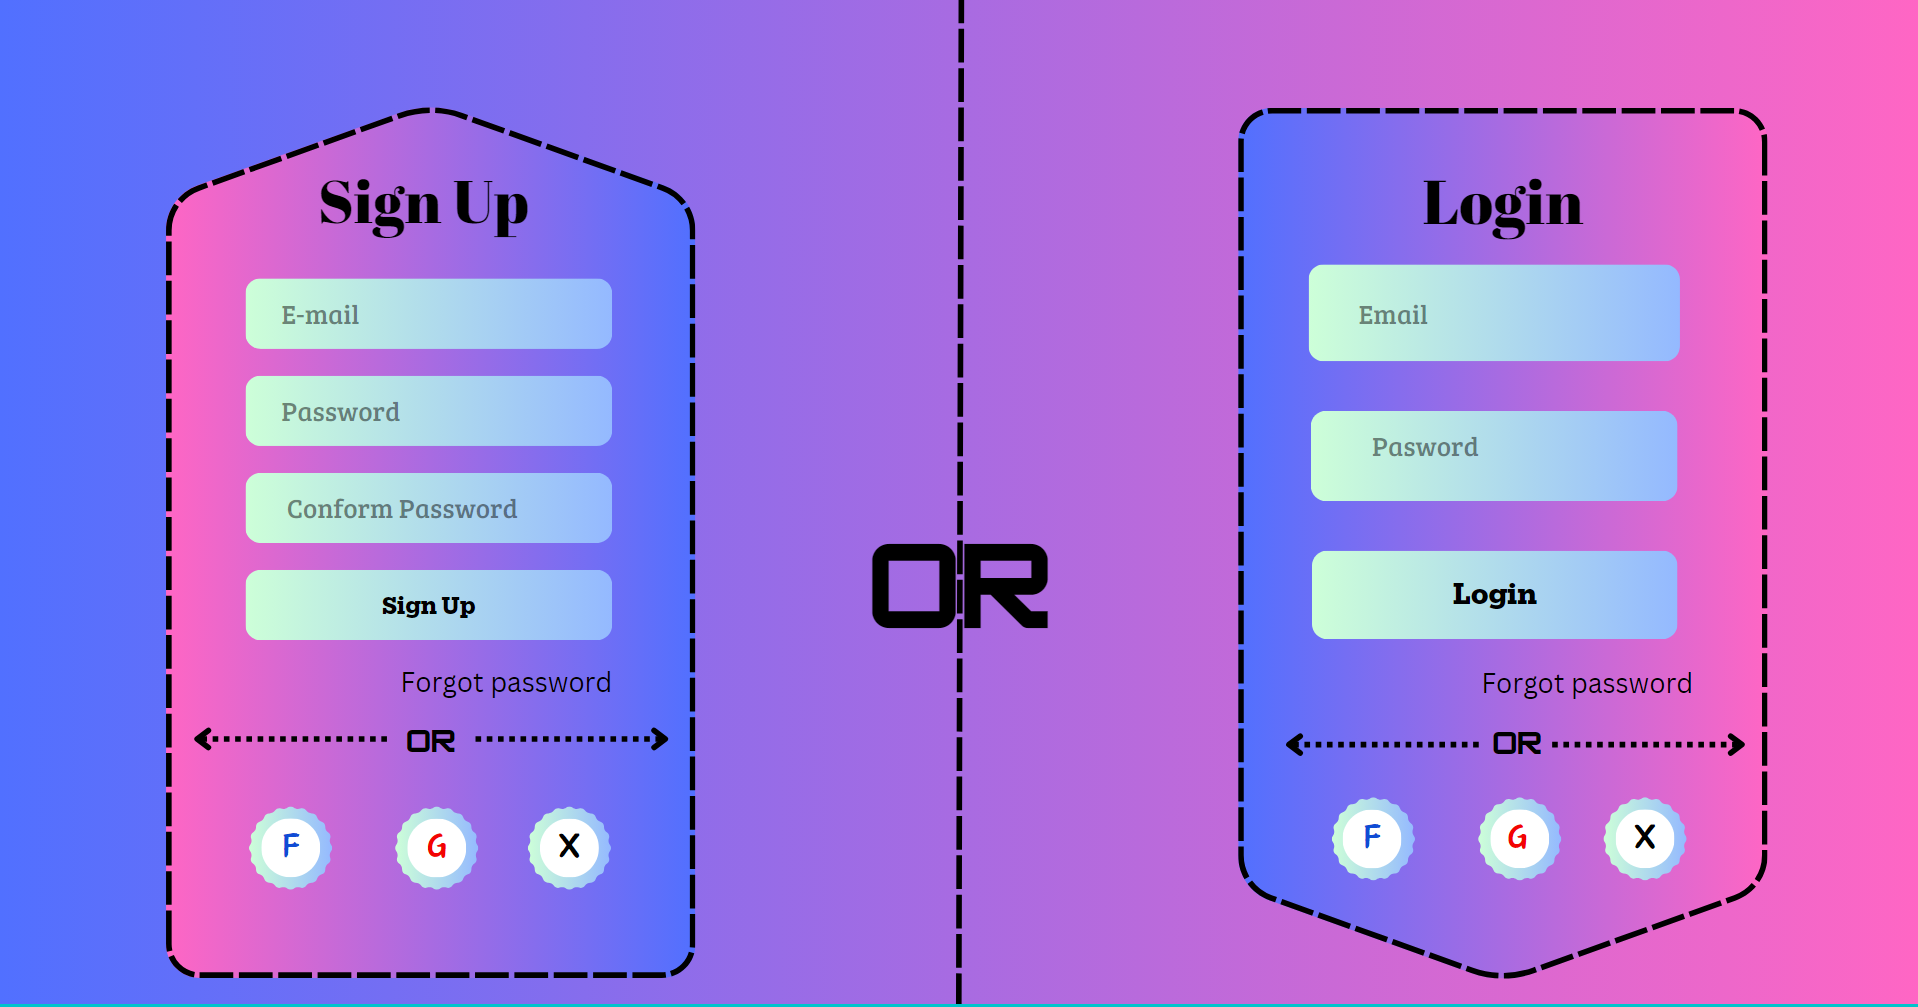 Sign Up
E-mail
Password
Conform Password
Sign Up
Forgot password
OR
F G X
OR
Login
Email
Pasword
Login
Forgot password
OR
F G X